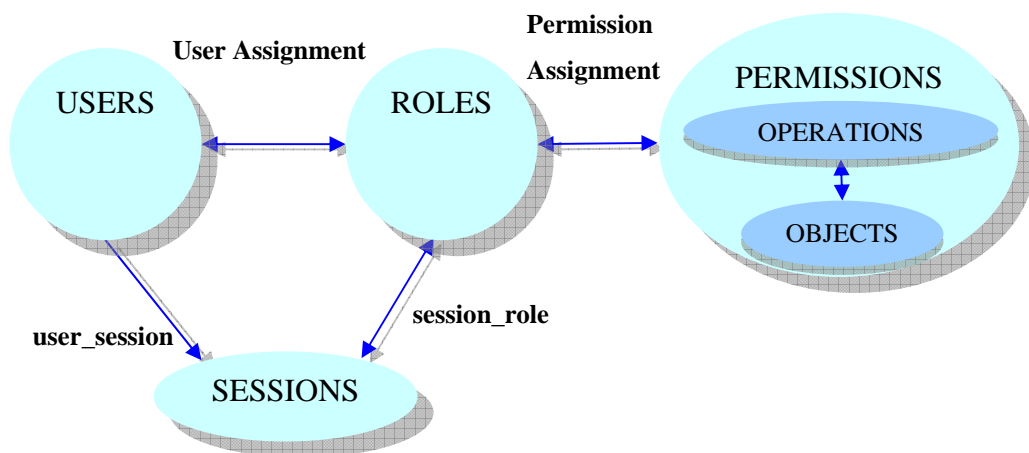 User Assignment
Permission
Assignment
USERS
ROLES
PERMISSIONS
OPERATIONS
OBJECTS
user_session
session_role
SESSIONS